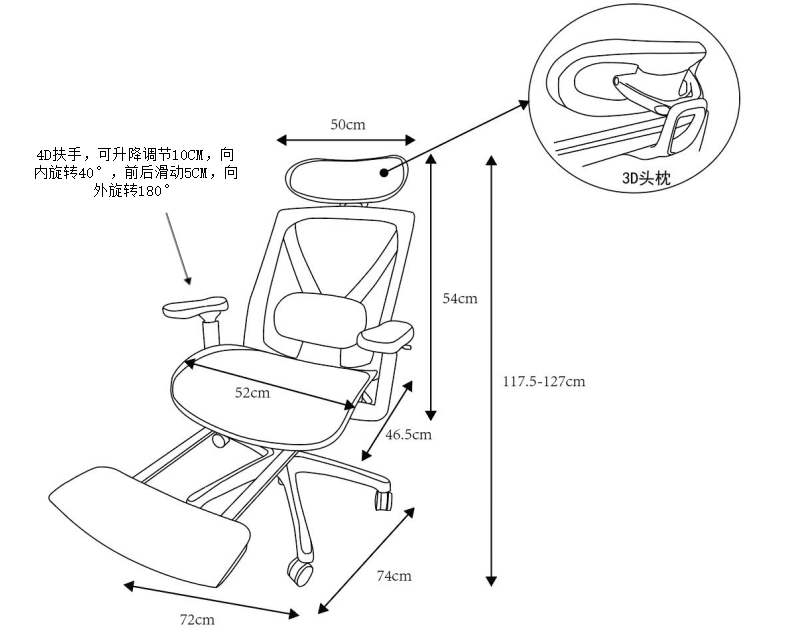 50cm
4D扶手，可升降调节10CM，向
内旋转40°，前后滑动5CM，向
外旋转180°
3D头枕
54cm
117.5-127cm
52cm
46.5cm
74cm
72cm